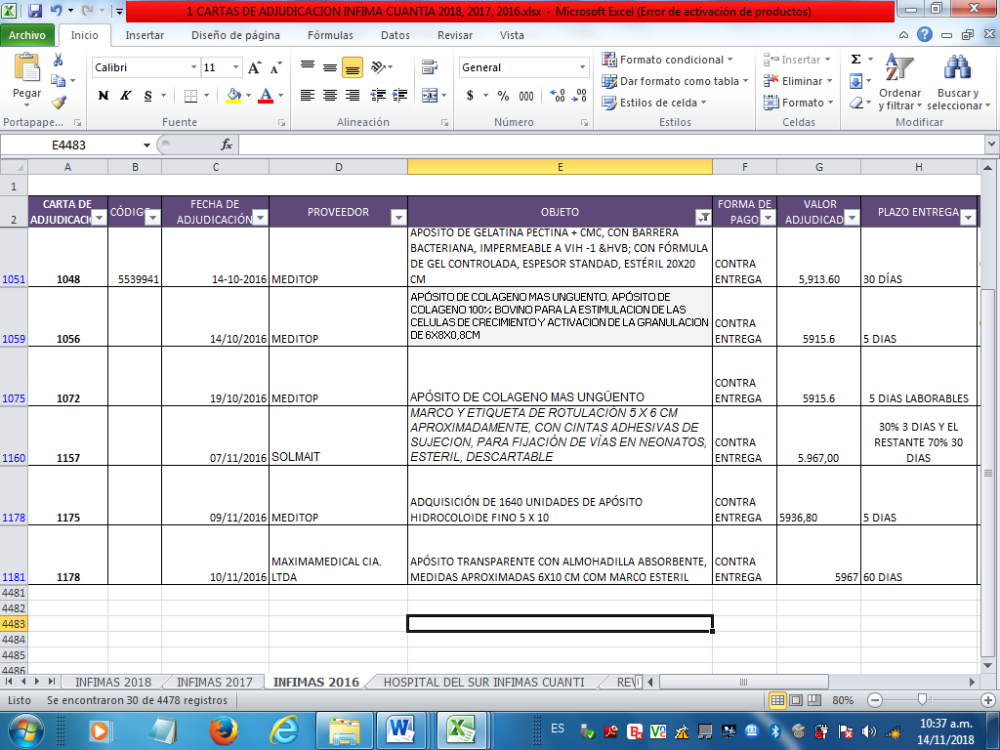 1 CARTAS DE ADJUDICACION INFIMA CUANTIA 2018, 2017, 2016.xlsx - Microsoft Excel (Error de activación de productos)
Archivo Inicio Insertar Diseño de página Fórmulas Datos Revisar Vista
Pegar
Calibri 11
N K S
General
$ % 000
Formato condicional
Dar formato como tabla
Estilos de celda
Insertar
Eliminar
Formato
Σ
Ordenar y filtrar
Buscar y seleccionar
Portapape... Fuente Alineación Número Estilos Celdas Modificar
E4483 fx
A B C D E F G H
1
2
CARTA DE
ADJUDICACI
CÓDIG
FECHA DE
ADJUDICACIÓN
PROVEEDOR
OBJETO
FORMA DE
PAGO
VALOR
ADJUDICAD
PLAZO ENTREGA
1051 1048 5539941 14-10-2016 MEDITOP
APOSITO DE GELATINA PECTINA + CMC, CON BARRERA
BACTERIANA, IMPERMEABLE A VIH -1 &HVB; CON FÓRMULA
DE GEL CONTROLADA, ESPESOR STANDAD, ESTÉRIL 20X20
CM
CONTRA
ENTREGA
5,913.60 30 DÍAS
1059 1056 14/10/2016 MEDITOP
APÓSITO DE COLAGENO MAS UNGUENTO. APÓSITO DE
COLAGENO 100% BOVINO PARA LA ESTIMULACION DE LAS
CELULAS DE CRECIMIENTO Y ACTIVACION DE LA GRANULACION
DE 6X8X0,8CM
CONTRA
ENTREGA
5915.6 5 DIAS
1075 1072 19/10/2016 MEDITOP
APÓSITO DE COLAGENO MAS UNGÜENTO
CONTRA
ENTREGA
5915.6 5 DIAS LABORABLES
1160 1157 07/11/2016 SOLMAIT
MARCO Y ETIQUETA DE ROTULACIÓN 5 X 6 CM
APROXIMADAMENTE, CON CINTAS ADHESIVAS DE
SUJECION, PARA FIJACIÒN DE VÌAS EN NEONATOS,
ESTERIL, DESCARTABLE
CONTRA
ENTREGA
5.967,00
30% 3 DIAS Y EL
RESTANTE 70% 30
DIAS
1178 1175 09/11/2016 MEDITOP
ADQUISICIÓN DE 1640 UNIDADES DE APÓSITO
HIDROCOLOIDE FINO 5 X 10
CONTRA
ENTREGA
5936,80 5 DIAS
1181 1178 10/11/2016
MAXIMAMEDICAL CIA.
LTDA
APÓSITO TRANSPARENTE CON ALMOHADILLA ABSORBENTE,
MEDIDAS APROXIMADAS 6X10 CM COM MARCO ESTERIL
CONTRA
ENTREGA
5967 60 DIAS
4481
4482
4483
4484
4485
4486
INFIMAS 2018 INFIMAS 2017 INFIMAS 2016 HOSPITAL DEL SUR INFIMAS CUANTI
Listo Se encontraron 30 de 4478 registros 80%
ES
10:37 a.m.
14/11/2018